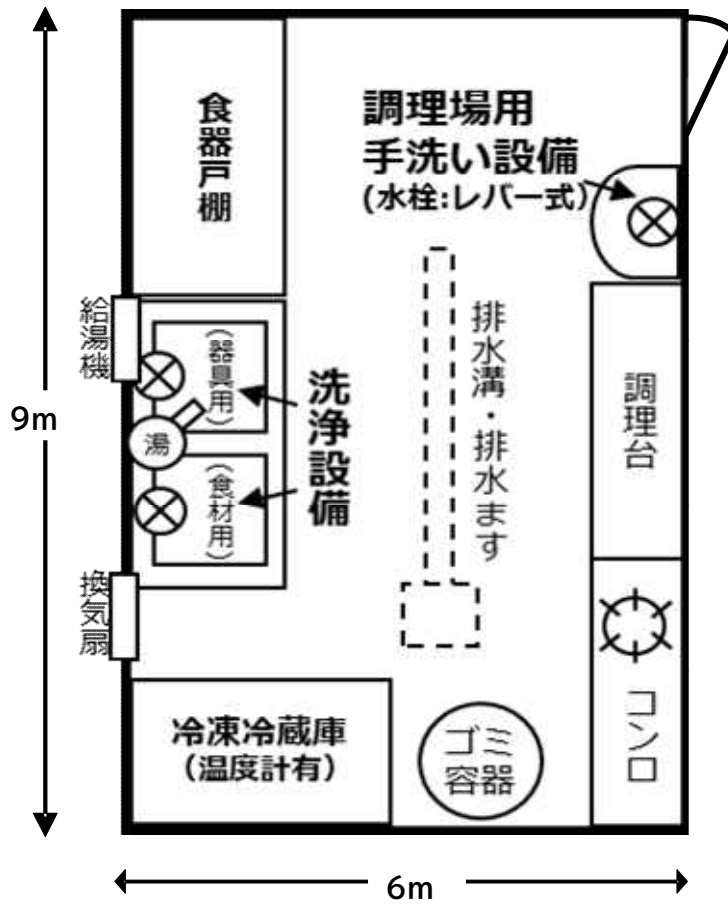 食器戸棚
調理場用
手洗い設備
(水栓:レバー式)
給湯機
(器具用)
洗浄設備
排水溝・排水ます
調理台
9m
湯
(食材用)
換気扇
コンロ
冷凍冷蔵庫
(温度計有)
ゴミ
容器
6m